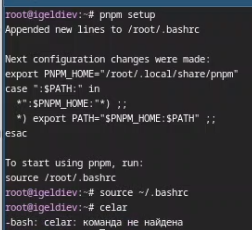 root@igeldiev:~# pnpm setup
Appended new lines to /root/.bashrc

Next configuration changes were made:
export PNPM_HOME="/root/.local/share/pnpm"
case ":$PATH:" in
  *":$PNPM_HOME:"*) ;;
  *) export PATH="$PNPM_HOME:$PATH" ;;
esac

To start using pnpm, run:
source /root/.bashrc
root@igeldiev:~# source ~/.bashrc
root@igeldiev:~# celar
-bash: celar: команда не найдена